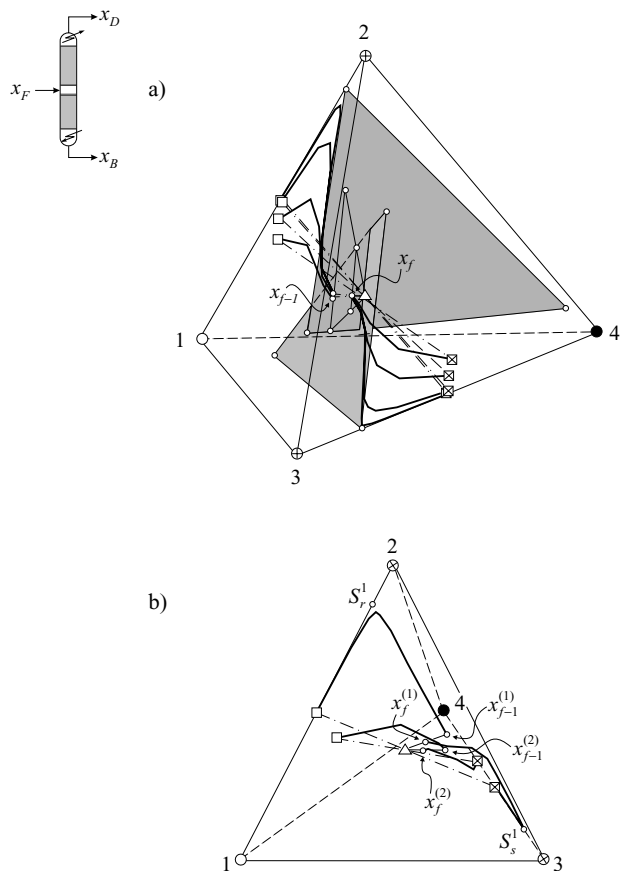 x_D
x_F
x_B
a)
2
x_f
x_{f-1}
1
4
3
b)
2
S_r^1
4
x_f^{(1)}
x_{f-1}^{(1)}
x_{f-1}^{(2)}
x_f^{(2)}
S_s^1
1
3